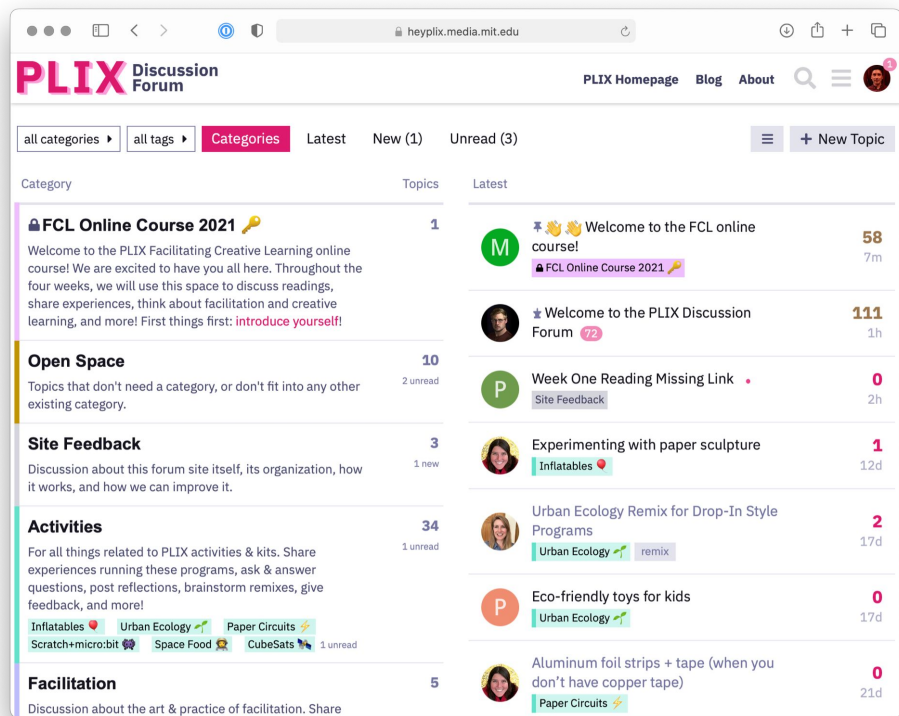 heyplix.media.mit.edu
PLIX Discussion
Forum
PLIX Homepage Blog About
1
all categories all tags Categories Latest New (1) Unread (3)
+ New Topic
Category Topics
FCL Online Course 2021
1
Welcome to the PLIX Facilitating Creative Learning online
course! We are excited to have you all here. Throughout the
four weeks, we will use this space to discuss readings,
share experiences, think about facilitation and creative
learning, and more! First things first: introduce yourself!
Open Space
10
2 unread
Topics that don't need a category, or don't fit into any other
existing category.
Site Feedback
3
1 new
Discussion about this forum site itself, its organization, how
it works, and how we can improve it.
Activities
34
1 unread
For all things related to PLIX activities & kits. Share
experiences running these programs, ask & answer
questions, post reflections, brainstorm remixes, give
feedback, and more!
Inflatables Urban Ecology Paper Circuits
Scratch+micro:bit Space Food CubeSats 1 unread
Facilitation
5
Discussion about the art & practice of facilitation. Share
Latest
M
Welcome to the FCL online
course!
FCL Online Course 2021
58
7m
Welcome to the PLIX Discussion
Forum 72
111
1h
P
Week One Reading Missing Link
Site Feedback
0
2h
Experimenting with paper sculpture
Inflatables
1
12d
Urban Ecology Remix for Drop-In Style
Programs
Urban Ecology remix
2
17d
P
Eco-friendly toys for kids
Urban Ecology
0
17d
Aluminum foil strips + tape (when you
don’t have copper tape)
Paper Circuits
0
21d